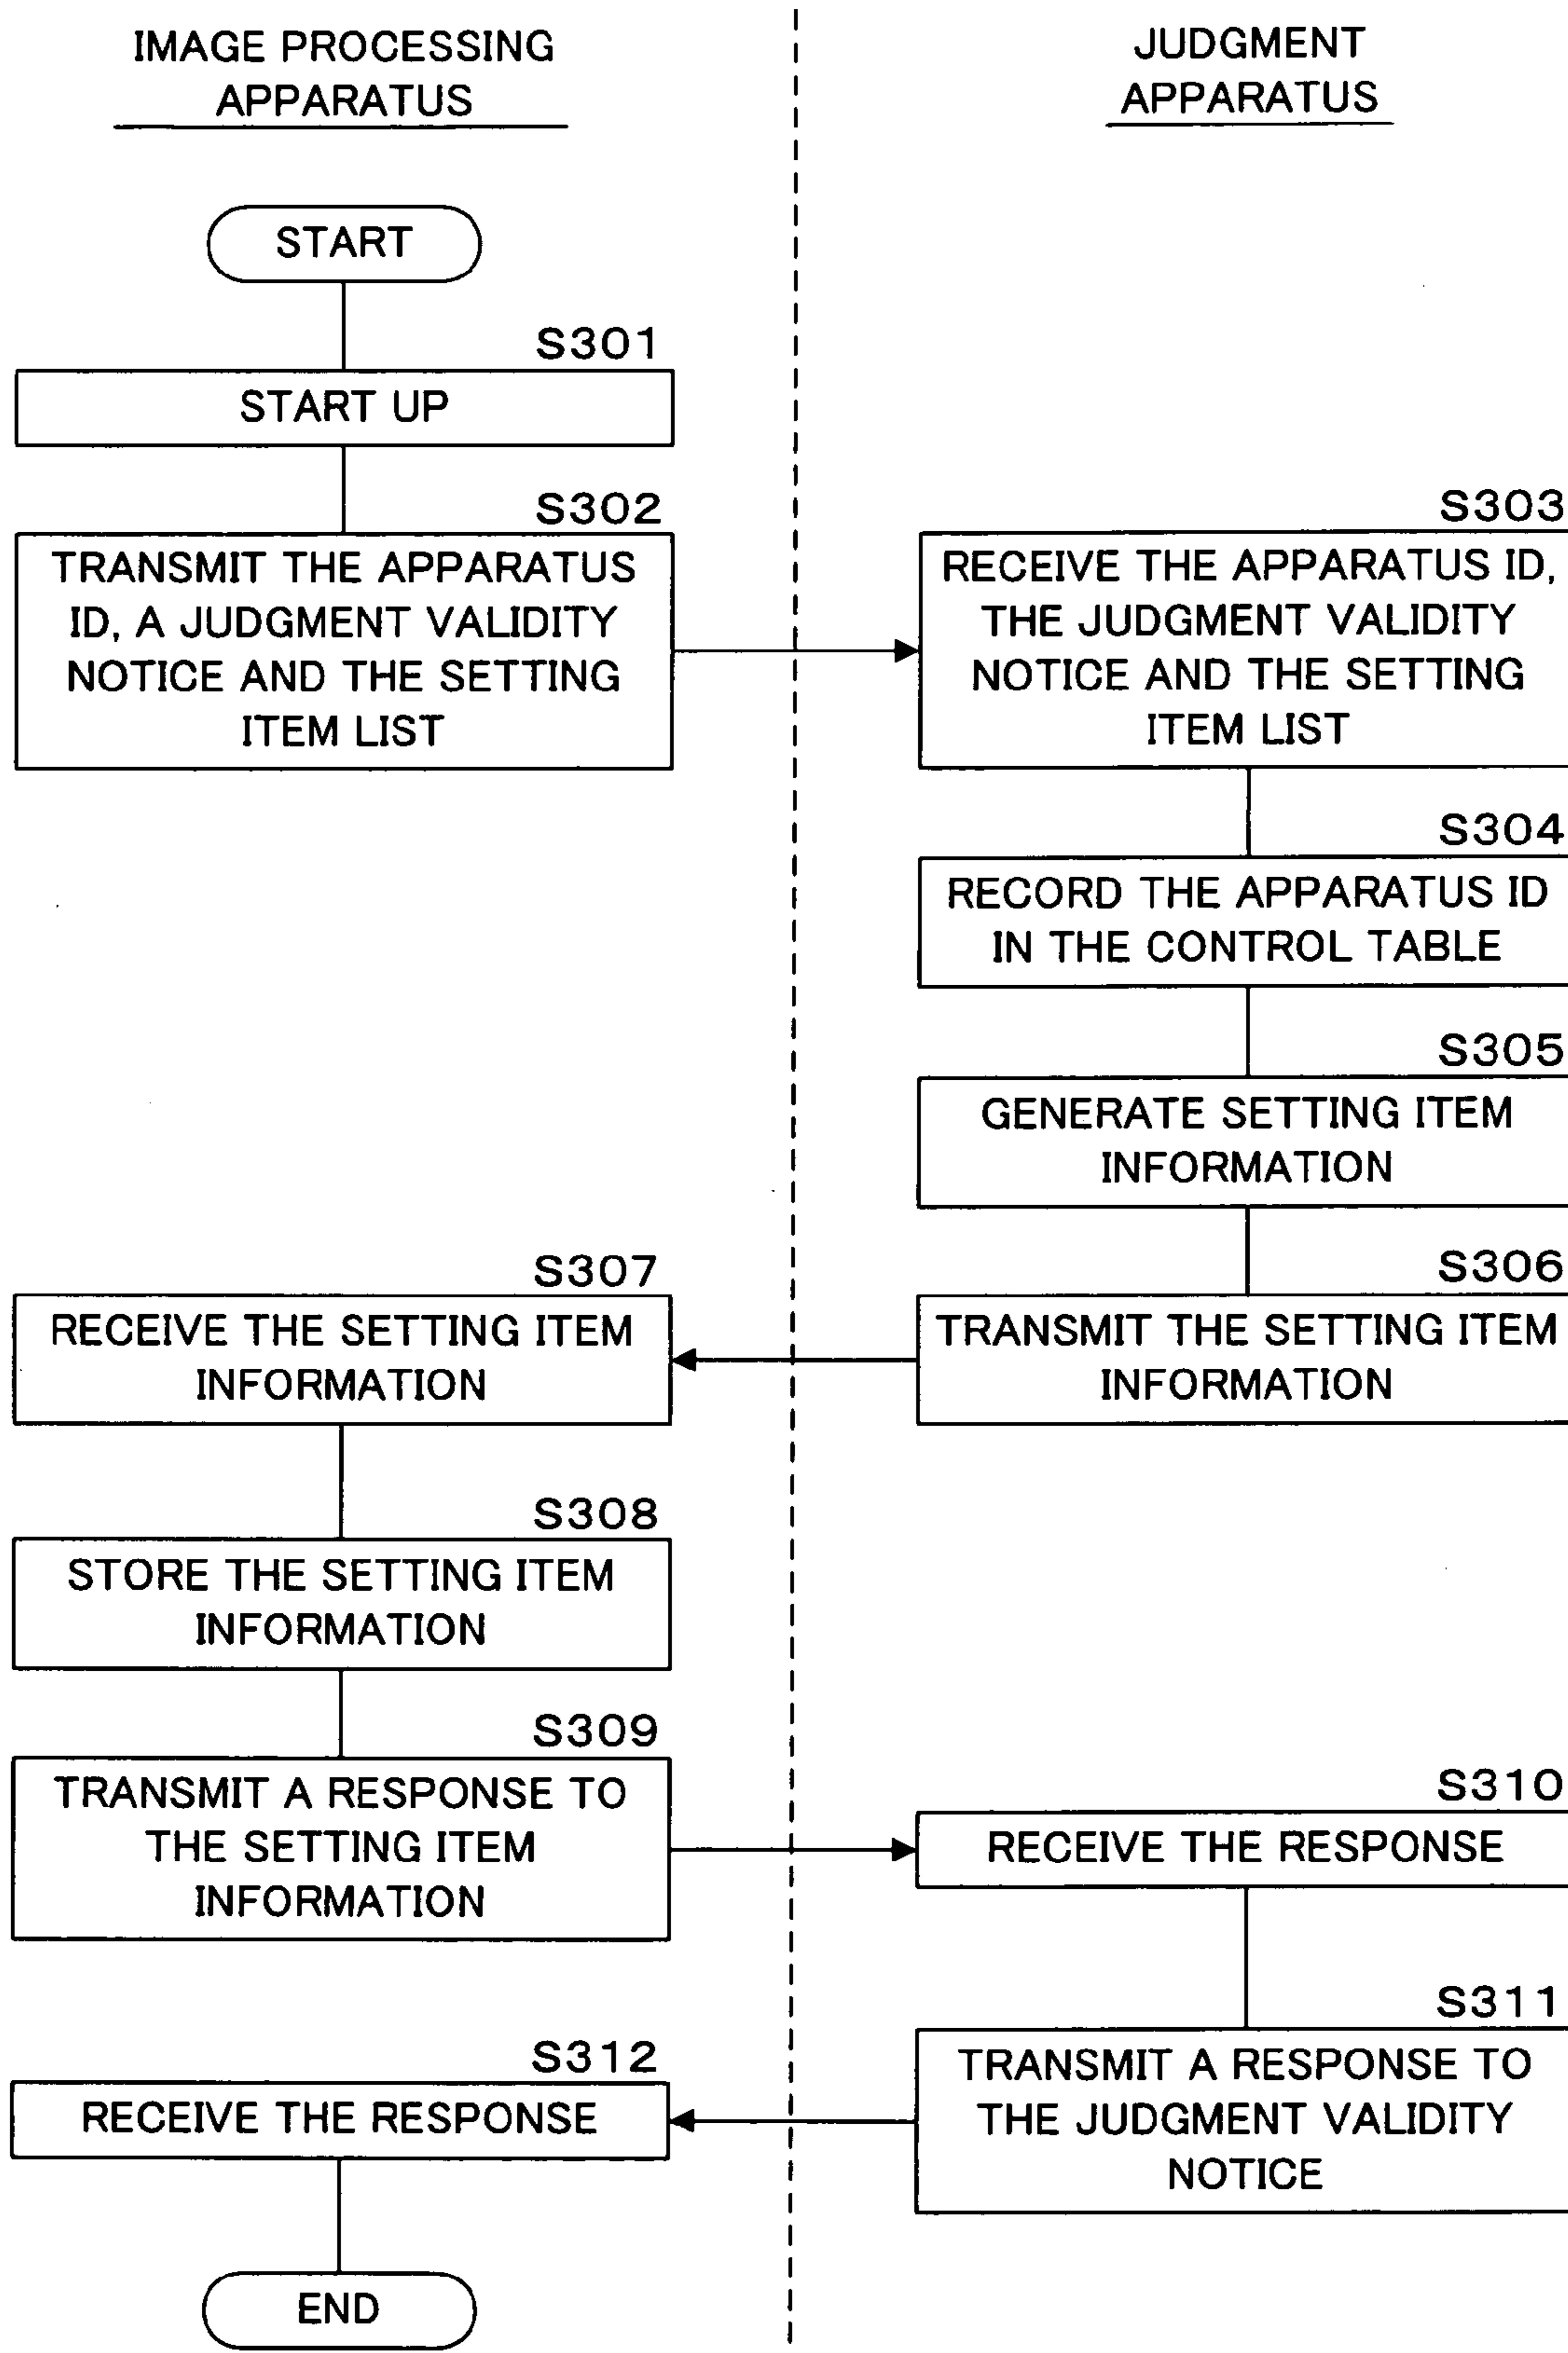 IMAGE PROCESSING
APPARATUS
JUDGMENT
APPARATUS
START
S301
START UP
S302
TRANSMIT THE APPARATUS
ID, A JUDGMENT VALIDITY
NOTICE AND THE SETTING
ITEM LIST
S303
RECEIVE THE APPARATUS ID,
THE JUDGMENT VALIDITY
NOTICE AND THE SETTING
ITEM LIST
S304
RECORD THE APPARATUS ID
IN THE CONTROL TABLE
S305
GENERATE SETTING ITEM
INFORMATION
S306
TRANSMIT THE SETTING ITEM
INFORMATION
S307
RECEIVE THE SETTING ITEM
INFORMATION
S308
STORE THE SETTING ITEM
INFORMATION
S309
TRANSMIT A RESPONSE TO
THE SETTING ITEM
INFORMATION
S310
RECEIVE THE RESPONSE
S311
TRANSMIT A RESPONSE TO
THE JUDGMENT VALIDITY
NOTICE
S312
RECEIVE THE RESPONSE
END